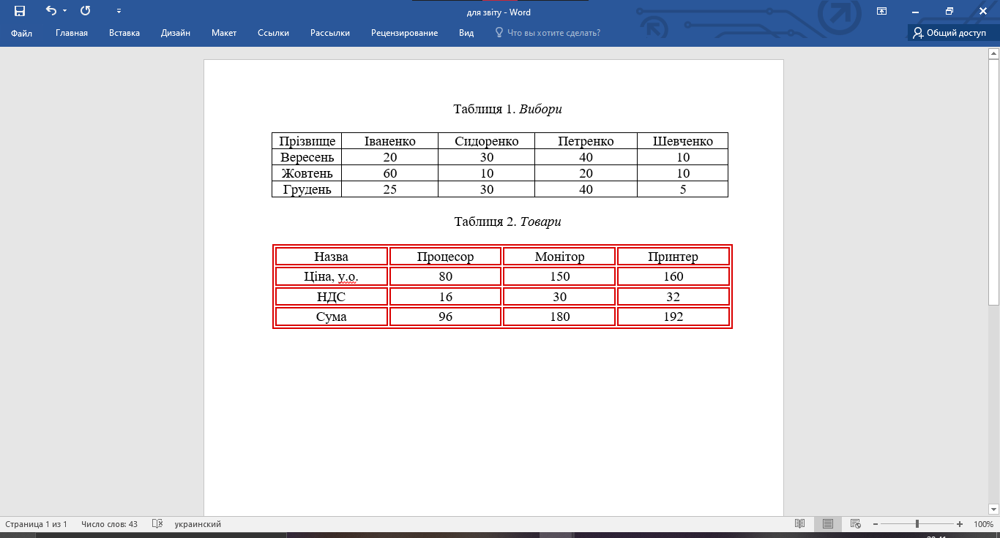 для звіту - Word
Файл Главная Вставка Дизайн Макет Ссылки Рассылки Рецензирование Вид Что вы хотите сделать? Общий доступ
Таблиця 1. Вибори
Прізвище Іваненко Сидоренко Петренко Шевченко
Вересень 20 30 40 10
Жовтень 60 10 20 10
Грудень 25 30 40 5
Таблиця 2. Товари
Назва Процесор Монітор Принтер
Ціна, у.о. 80 150 160
НДС 16 30 32
Сума 96 180 192
Страница 1 из 1 Число слов: 43 украинский 100%